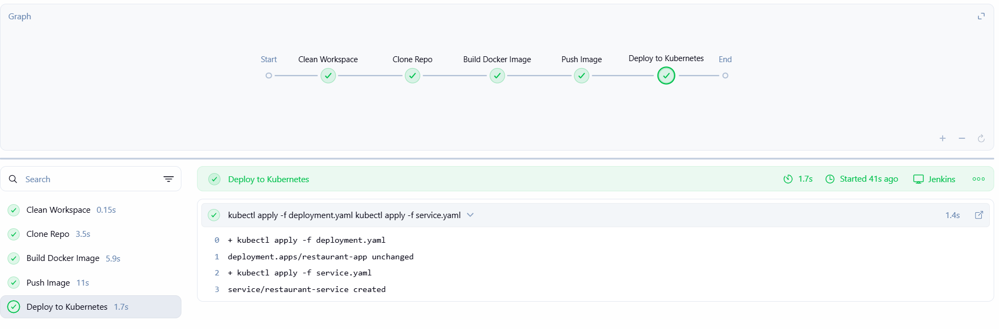 Graph
Start Clean Workspace Clone Repo Build Docker Image Push Image Deploy to Kubernetes End
Search
Clean Workspace 0.15s
Clone Repo 3.5s
Build Docker Image 5.9s
Push Image 11s
Deploy to Kubernetes 1.7s
Deploy to Kubernetes 1.7s Started 41s ago Jenkins
kubectl apply -f deployment.yaml kubectl apply -f service.yaml 1.4s
0 + kubectl apply -f deployment.yaml
1 deployment.apps/restaurant-app unchanged
2 + kubectl apply -f service.yaml
3 service/restaurant-service created